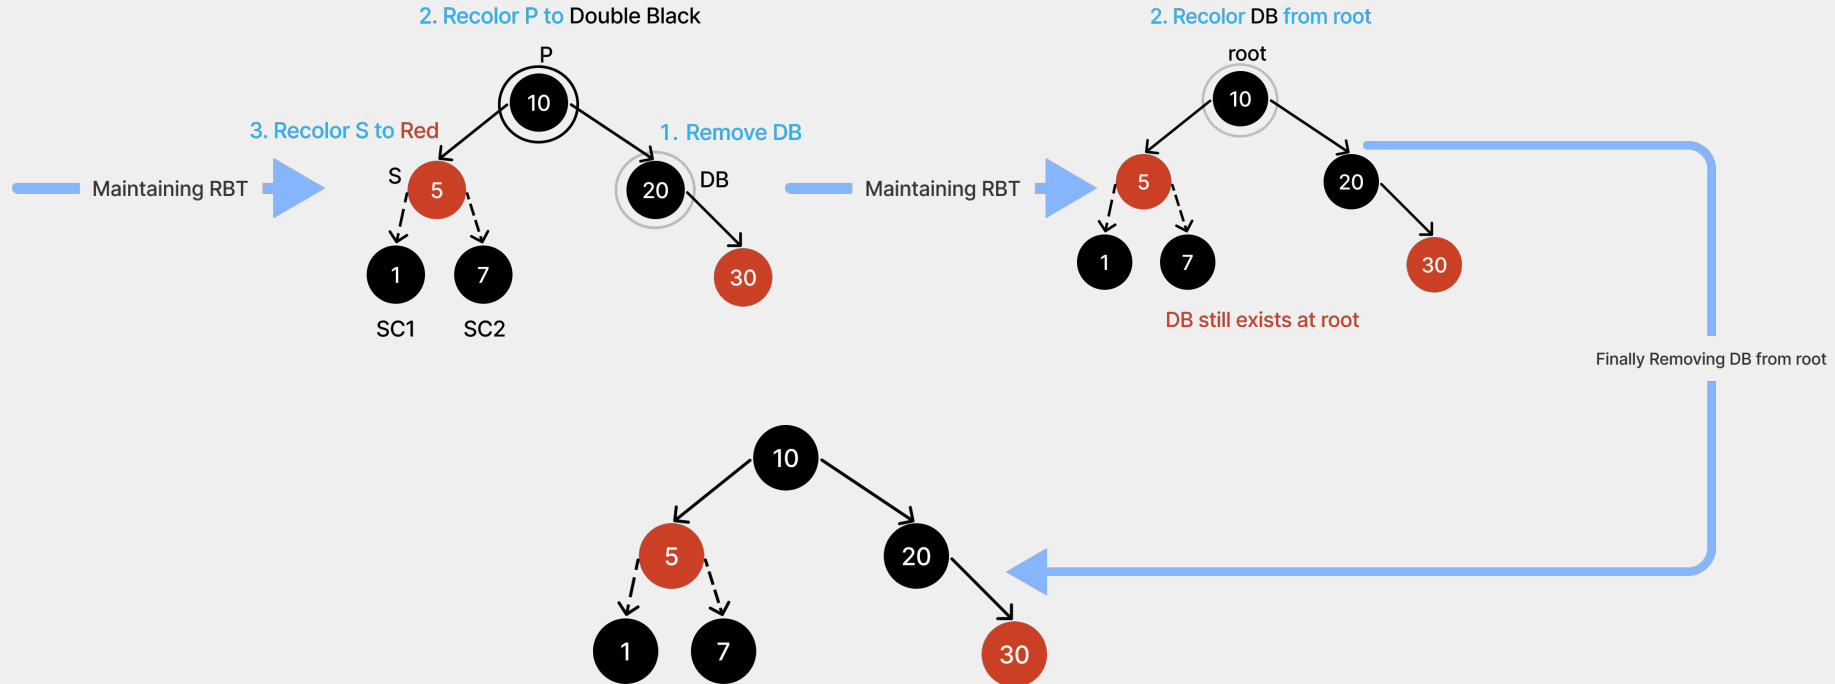 2. Recolor P to Double Black
P
10
3. Recolor S to Red
1. Remove DB
Maintaining RBT
S
5
20
DB
1
7
30
SC1
SC2
2. Recolor DB from root
root
10
Maintaining RBT
5
20
1
7
30
DB still exists at root
Finally Removing DB from root
10
5
20
1
7
30